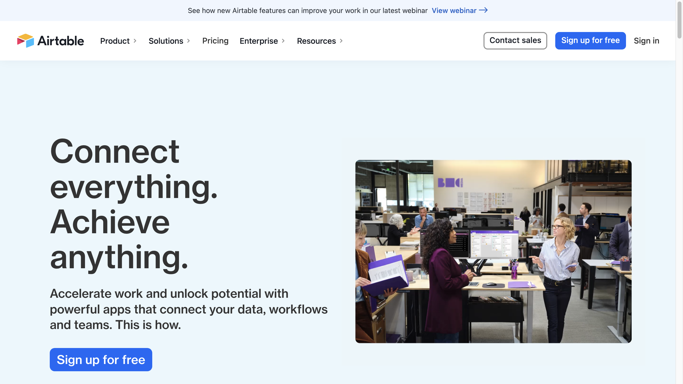 See how new Airtable features can improve your work in our latest webinar View webinar →
Airtable Product Solutions Pricing Enterprise Resources Contact sales Sign up for free Sign in
Connect
everything.
Achieve
anything.
Accelerate work and unlock potential with
powerful apps that connect your data, workflows
and teams. This is how.
Sign up for free